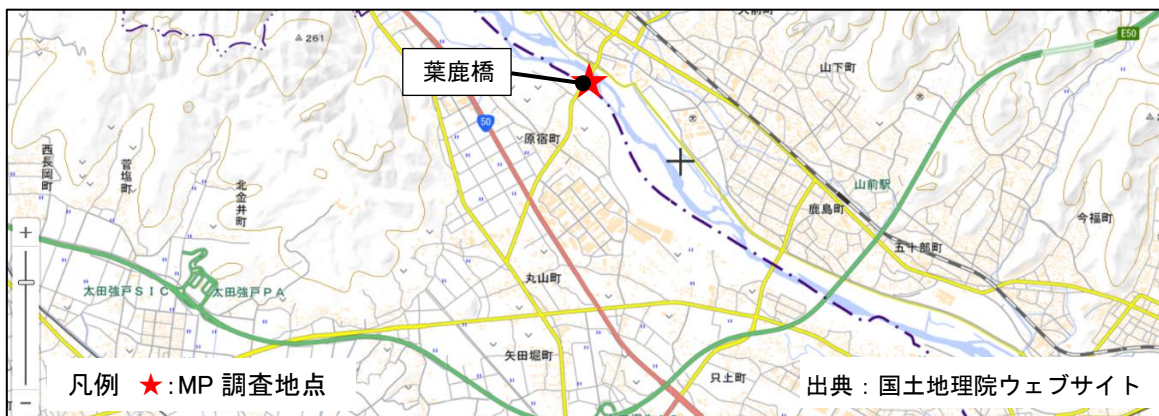 △261
大前町
E50
山下町
葉鹿橋
50
原宿町
西長岡町
菅塩町
北金井町
山前駅
鹿島町
今福町
五十部町
+
太田強戸SIC
太田強戸PA
丸山町
矢田堀町
只上町
-
凡例 ★:MP 調査地点
出典:国土地理院ウェブサイト